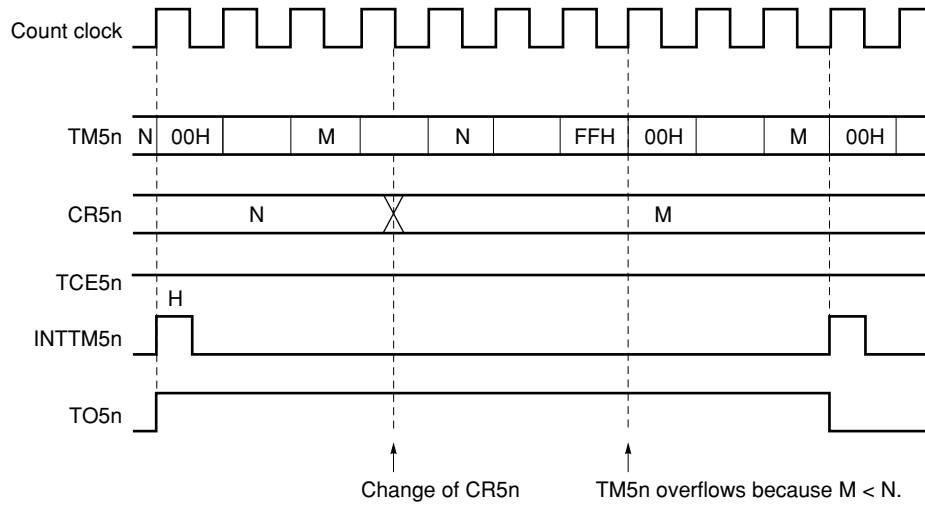 Count clock
TM5n N 00H M N FFH 00H M 00H
CR5n N M
TCE5n
H
INTTM5n
TO5n
Change of CR5n TM5n overflows because M < N.